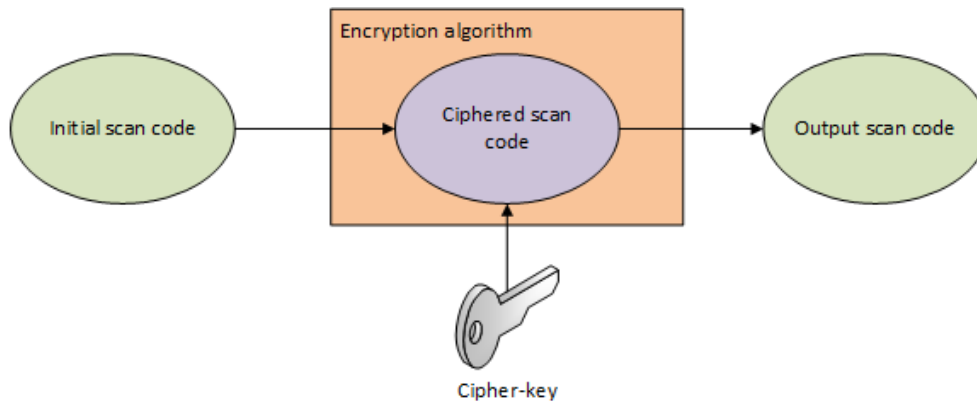 Encryption algorithm
Initial scan code
Ciphered scan
code
Output scan code
Cipher-key